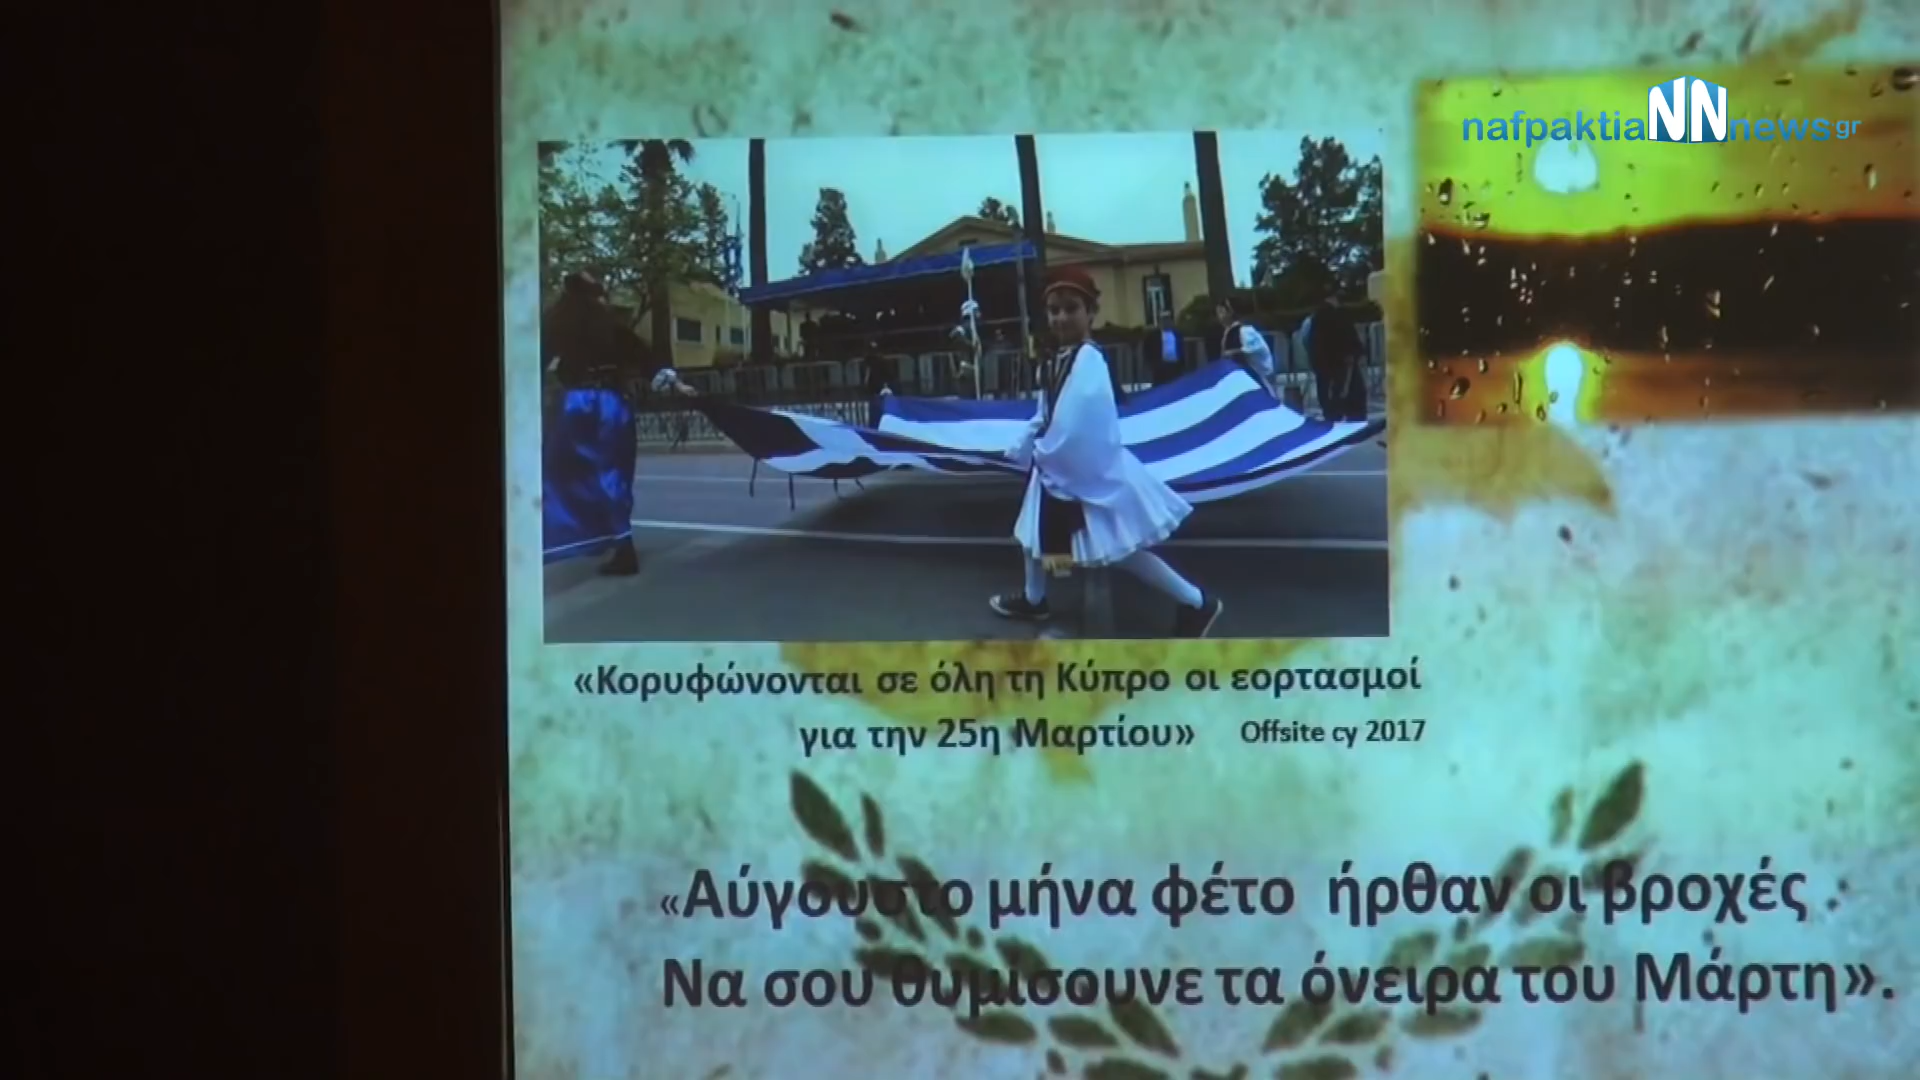 nafpaktiaNNnews gr
«Κορυφώνονται σε όλη τη Κύπρο οι εορτασμοί
για την 25η Μαρτίου» Offsite cy 2017
«Αύγουστο μήνα φέτο ήρθαν οι βροχές .
Να σου θυμίσουνε τα όνειρα του Μάρτη».